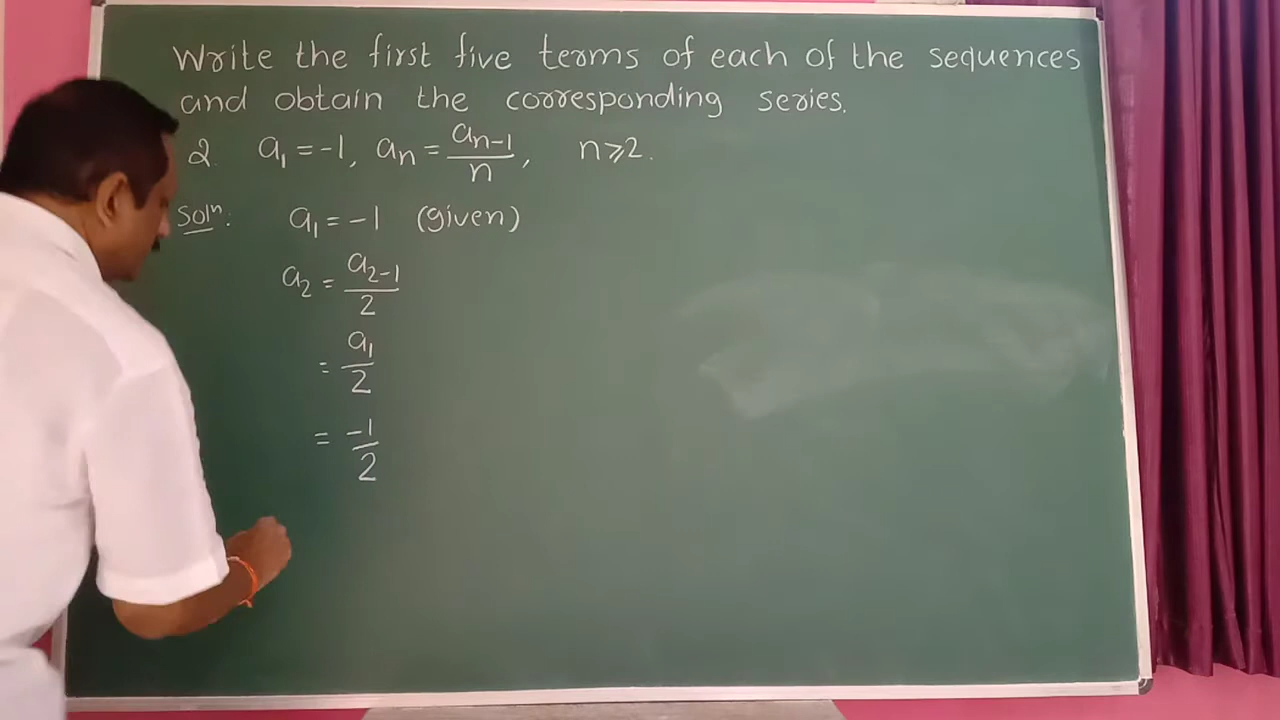 Write the first five terms of each of the sequences
and obtain the corresponding series.
2. a₁ = -1, aₙ = aₙ₋₁/n, n ⩾ 2.
Solⁿ: a₁ = -1 (given)
a₂ = a₂₋₁/2
= a₁/2
= -1/2